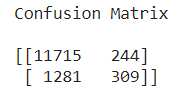 Confusion Matrix
[[11715 244]
[ 1281 309]]